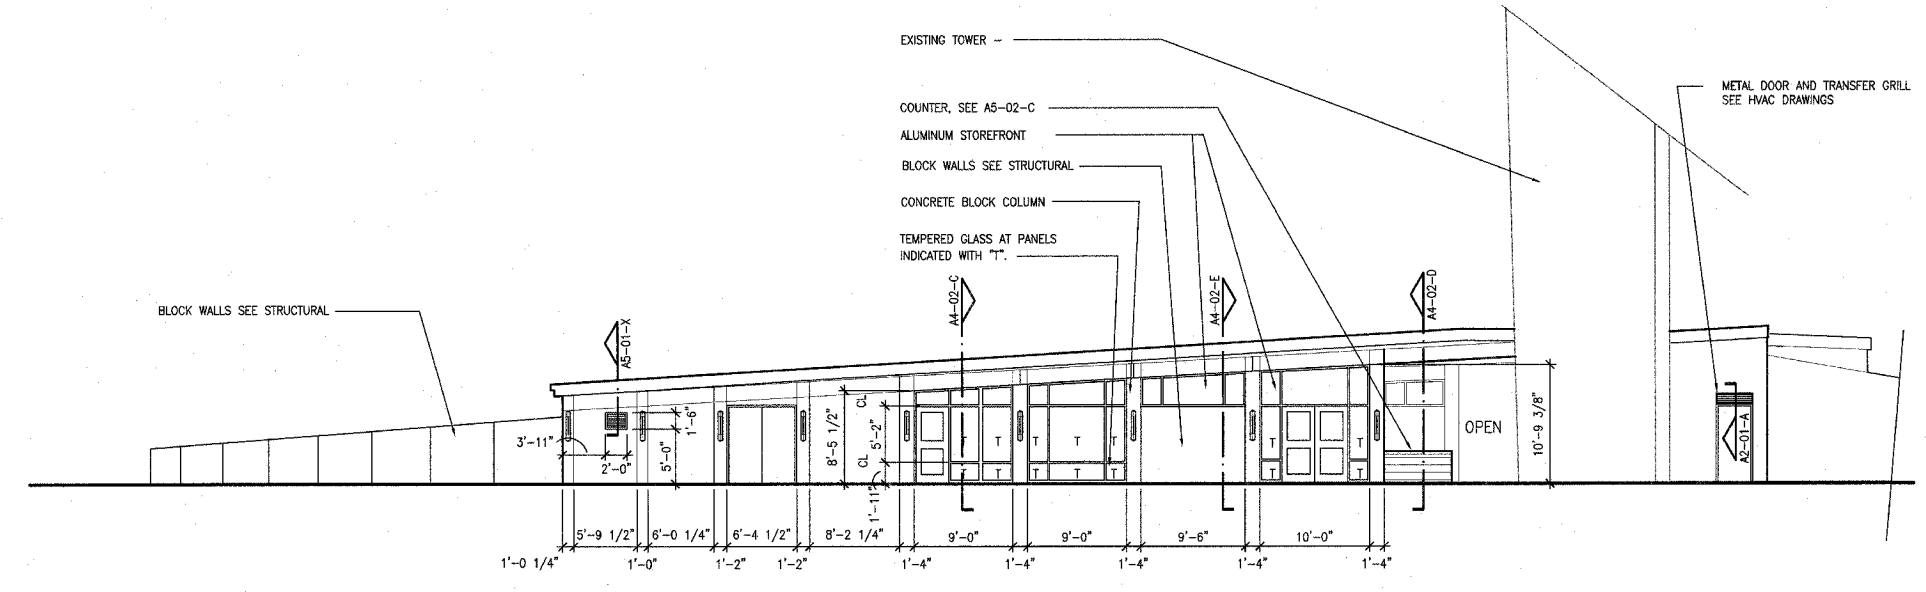 EXISTING TOWER -
METAL DOOR AND TRANSFER GRILL
SEE HVAC DRAWINGS
COUNTER, SEE A5-02-C
ALUMINUM STOREFRONT
BLOCK WALLS SEE STRUCTURAL
CONCRETE BLOCK COLUMN
TEMPERED GLASS AT PANELS
INDICATED WITH "T".
BLOCK WALLS SEE STRUCTURAL
A5-01-X
A4-02-C
A4-02-E
A4-02-D
A2-01-A
3'-11"
2'-0"
1'-6"
5'-0"
8'-5 1/2"
CL
5'-2"
CL
1'-11"
T
T
T
T
T
T
T
T
T
T
T
T
T
T
OPEN
10'-9 3/8"
5'-9 1/2"
6'-0 1/4"
6'-4 1/2"
8'-2 1/4"
9'-0"
9'-0"
9'-6"
10'-0"
1'-0 1/4"
1'-0"
1'-2"
1'-2"
1'-4"
1'-4"
1'-4"
1'-4"
1'-4"